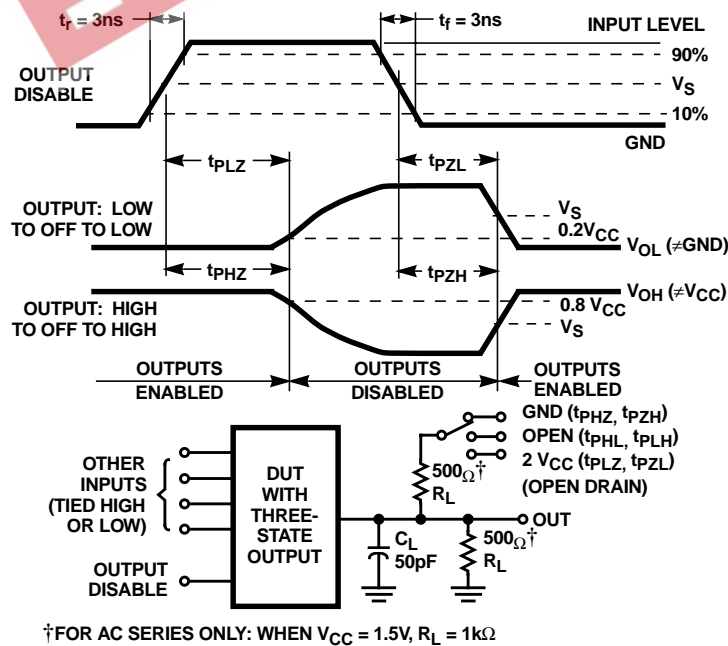 tr = 3ns
tf = 3ns
INPUT LEVEL
90%
VS
10%
GND
OUTPUT
DISABLE
tPLZ
tPZL
OUTPUT: LOW
TO OFF TO LOW
VS
0.2VCC
VOL (≠GND)
tPHZ
tPZH
OUTPUT: HIGH
TO OFF TO HIGH
VOH (≠VCC)
0.8 VCC
VS
OUTPUTS
ENABLED
OUTPUTS
DISABLED
OUTPUTS
ENABLED
GND (tPHZ, tPZH)
OPEN (tPHL, tPLH)
2 VCC (tPLZ, tPZL)
(OPEN DRAIN)
OTHER
INPUTS
(TIED HIGH
OR LOW)
OUTPUT
DISABLE
DUT
WITH
THREE-
STATE
OUTPUT
500Ω†
RL
OUT
CL
50pF
500Ω†
RL
†FOR AC SERIES ONLY: WHEN VCC = 1.5V, RL = 1kΩ